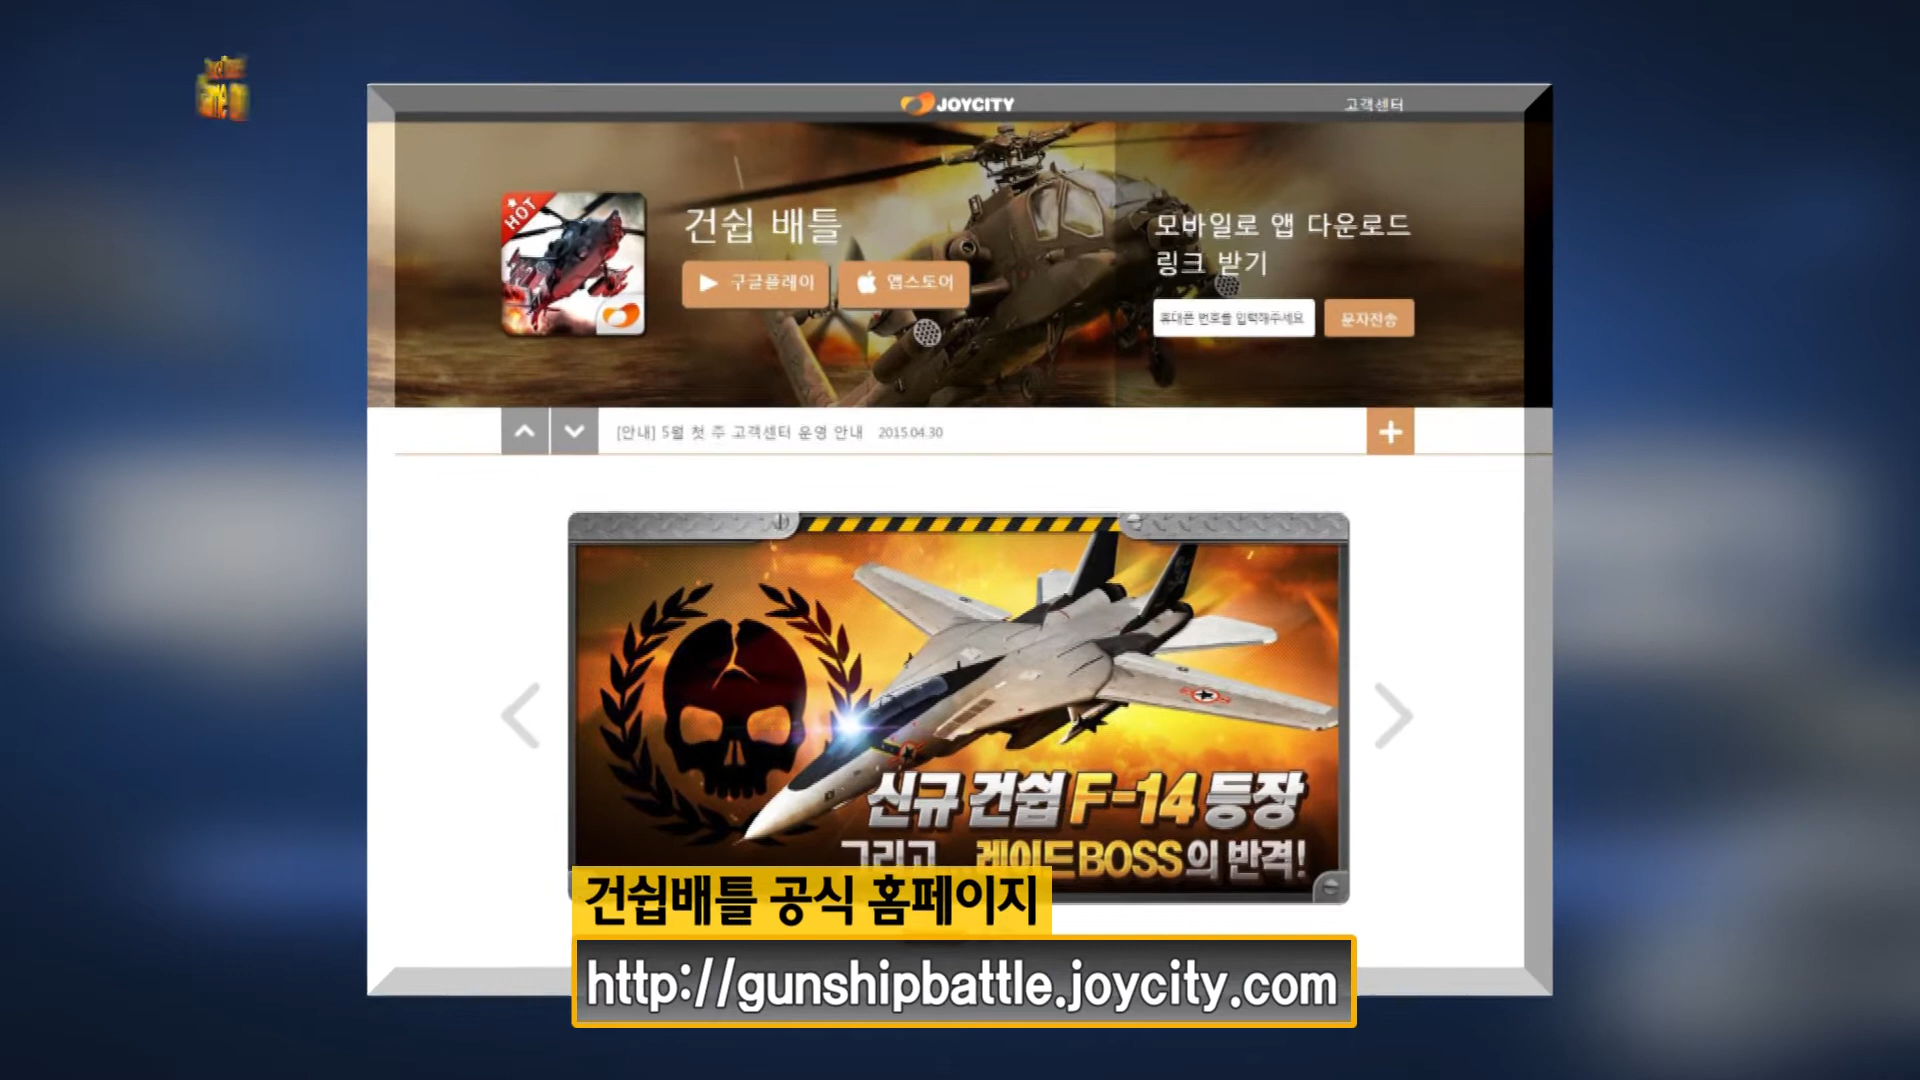 JOYCITY
고객센터
HOT
건쉽 배틀
구글플레이
앱스토어
모바일로 앱 다운로드
링크 받기
휴대폰 번호를 입력해주세요
문자전송
[안내] 5월 첫 주 고객센터 운영 안내 2015.04.30
신규 건쉽 F-14 등장
그리고... 레이드 BOSS의 반격!
건쉽배틀 공식 홈페이지
http://gunshipbattle.joycity.com